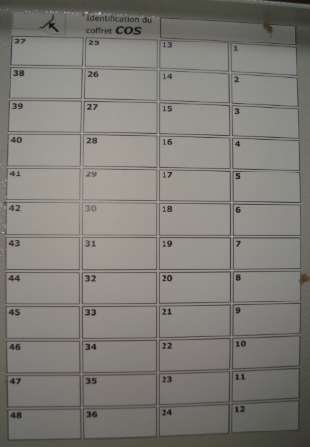 Identification du
coffret COS
37 25 13 1
38 26 14 2
39 27 15 3
40 28 16 4
41 29 17 5
42 30 18 6
43 31 19 7
44 32 20 8
45 33 21 9
46 34 22 10
47 35 23 11
48 36 24 12